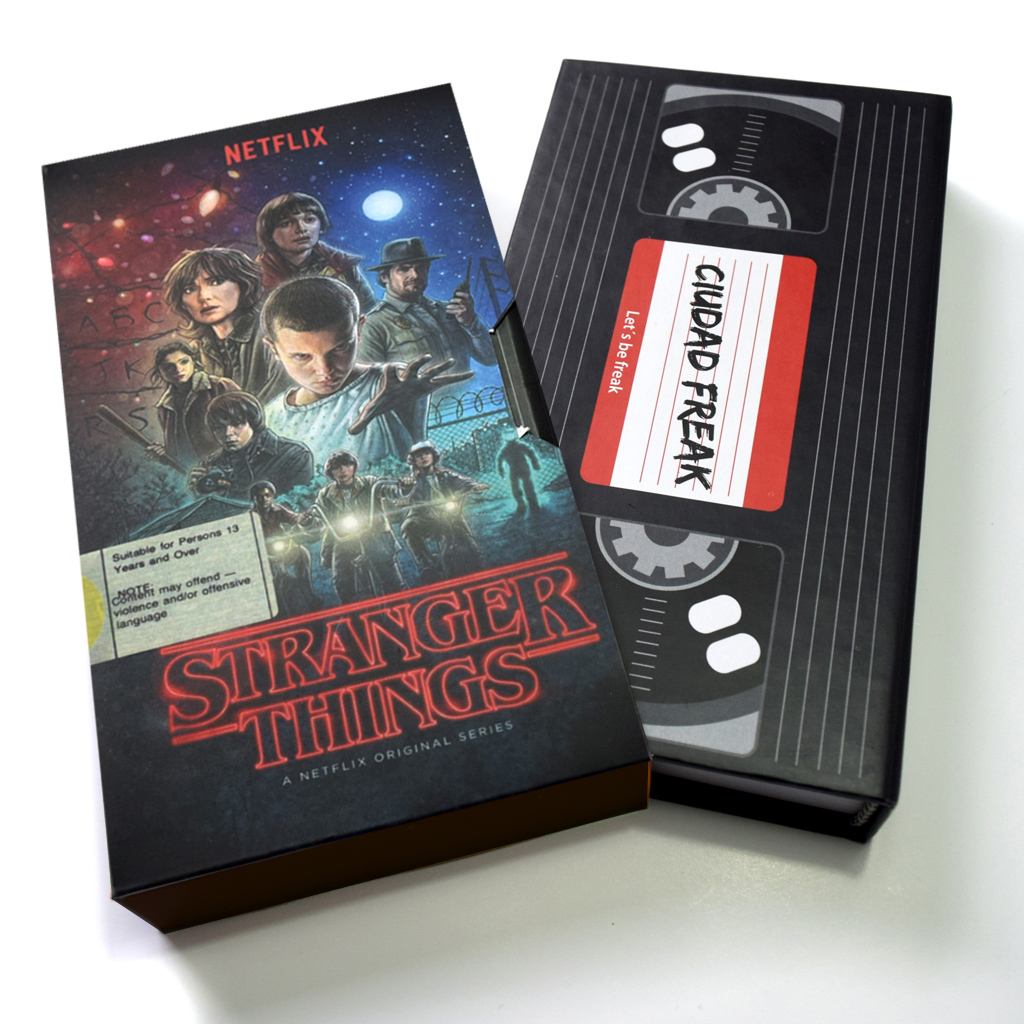 NETFLIX
A B C
J K
R S
Suitable for Persons 13
Years and Over
NOTE:
Content may offend —
violence and/or offensive
language
STRANGER
THINGS
A NETFLIX ORIGINAL SERIES
CIUDAD FREAK
Let's be freak